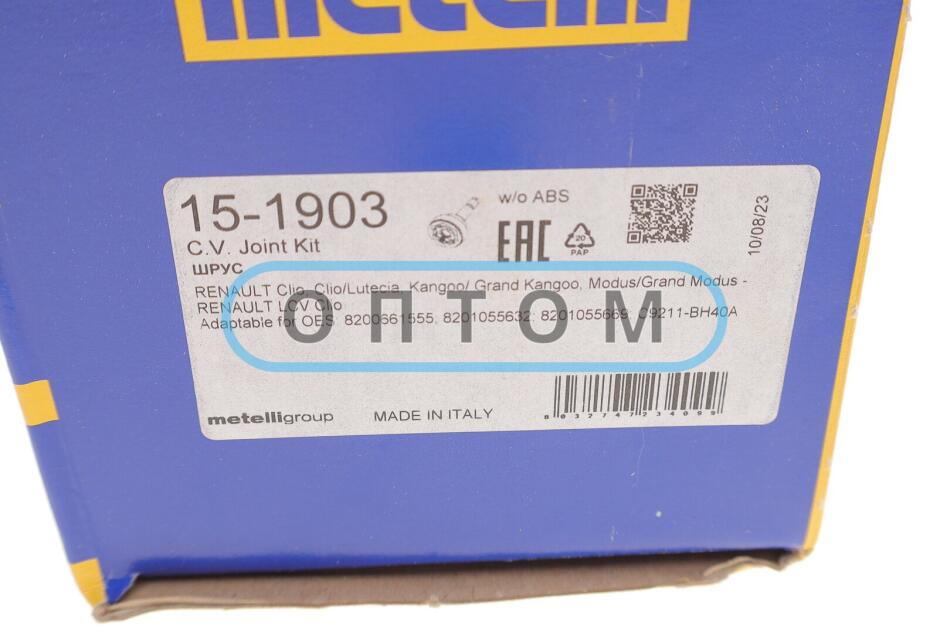 metelli
15-1903
w/o ABS
C.V. Joint Kit
ШРУС
EAC
20
PAP
10/08/23
RENAULT Clio, Clio/Lutecia, Kangoo/ Grand Kangoo, Modus/Grand Modus -
RENAULT LCV Clio
Adaptable for OES: 8200661555; 8201055632; 8201055669; C9211-BH40A
ОПТОМ
metelligroup
MADE IN ITALY
8032747234099